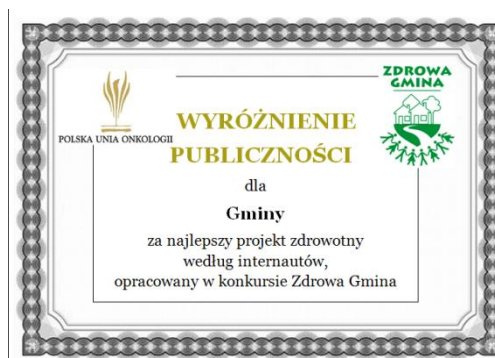 POLSKA UNIA ONKOLOGII
ZDROWA
GMINA
WYRÓŻNIENIE
PUBLICZNOŚCI
dla
Gminy
za najlepszy projekt zdrowotny
według internautów,
opracowany w konkursie Zdrowa Gmina